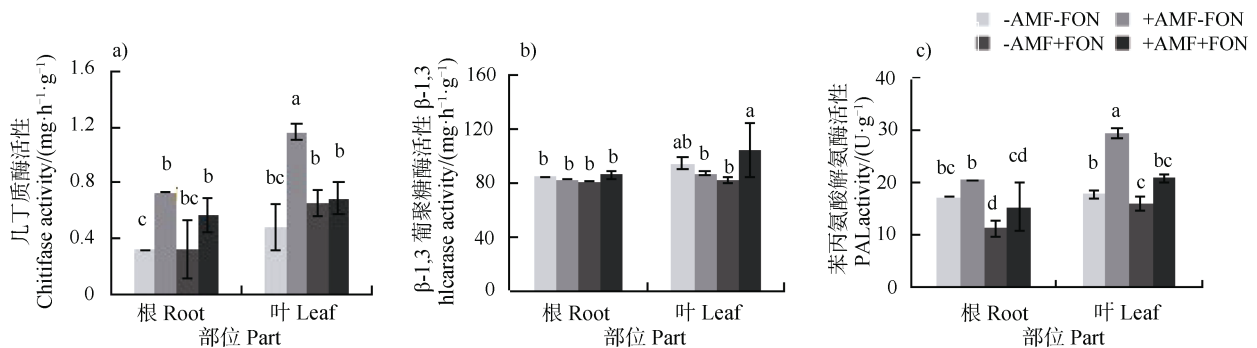 -AMF-FON +AMF-FON
-AMF+FON +AMF+FON
a)
几丁质酶活性
Chitifase activity/(mg·h⁻¹·g⁻¹)
1.6
1.2
0.8
0.4
0
c b bc b
bc a b b
根 Root 叶 Leaf
部位 Part
b)
β-1,3 葡聚糖酶活性 β-1,3
hlcarase activity/(mg·h⁻¹·g⁻¹)
160
120
80
40
0
b b b b
ab b b a
根 Root 叶 Leaf
部位 Part
c)
苯丙氨酸解氨酶活性
PALactivity/(U·g⁻¹)
40
30
20
10
0
bc b d cd
b a c bc
根 Root 叶 Leaf
部位 Part